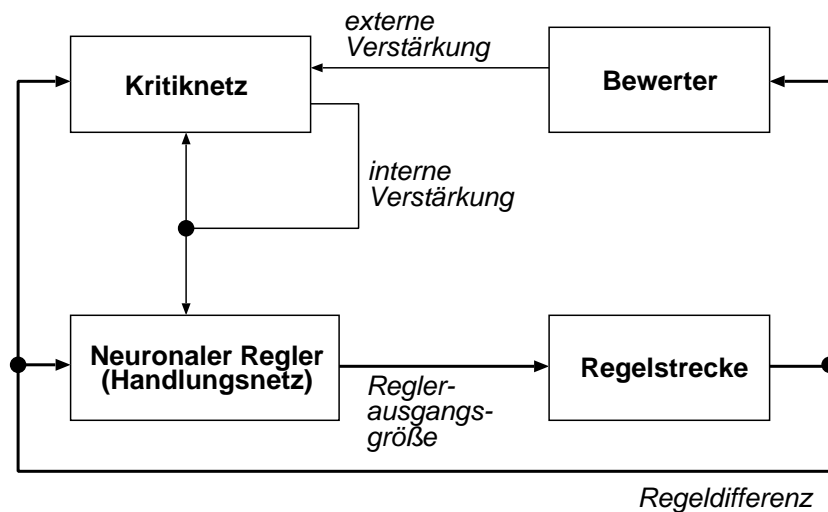 externe
Verstärkung
Kritiknetz
Bewerter
interne
Verstärkung
Neuronaler Regler
(Handlungsnetz)
Regelstrecke
Regler-
ausgangs-
größe
Regeldifferenz